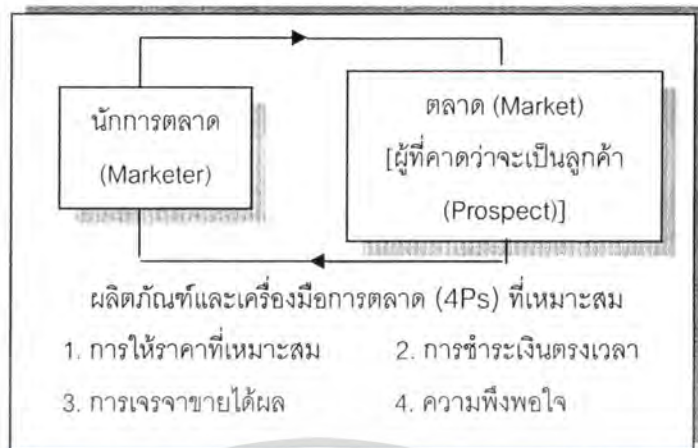 นักการตลาด
(Marketer)
ตลาด (Market)
[ผู้ที่คาดว่าจะเป็นลูกค้า
(Prospect)]
ผลิตภัณฑ์และเครื่องมือการตลาด (4Ps) ที่เหมาะสม
1. การให้ราคาที่เหมาะสม 2. การชำระเงินตรงเวลา
3. การเจรจาขายได้ผล 4. ความพึงพอใจ